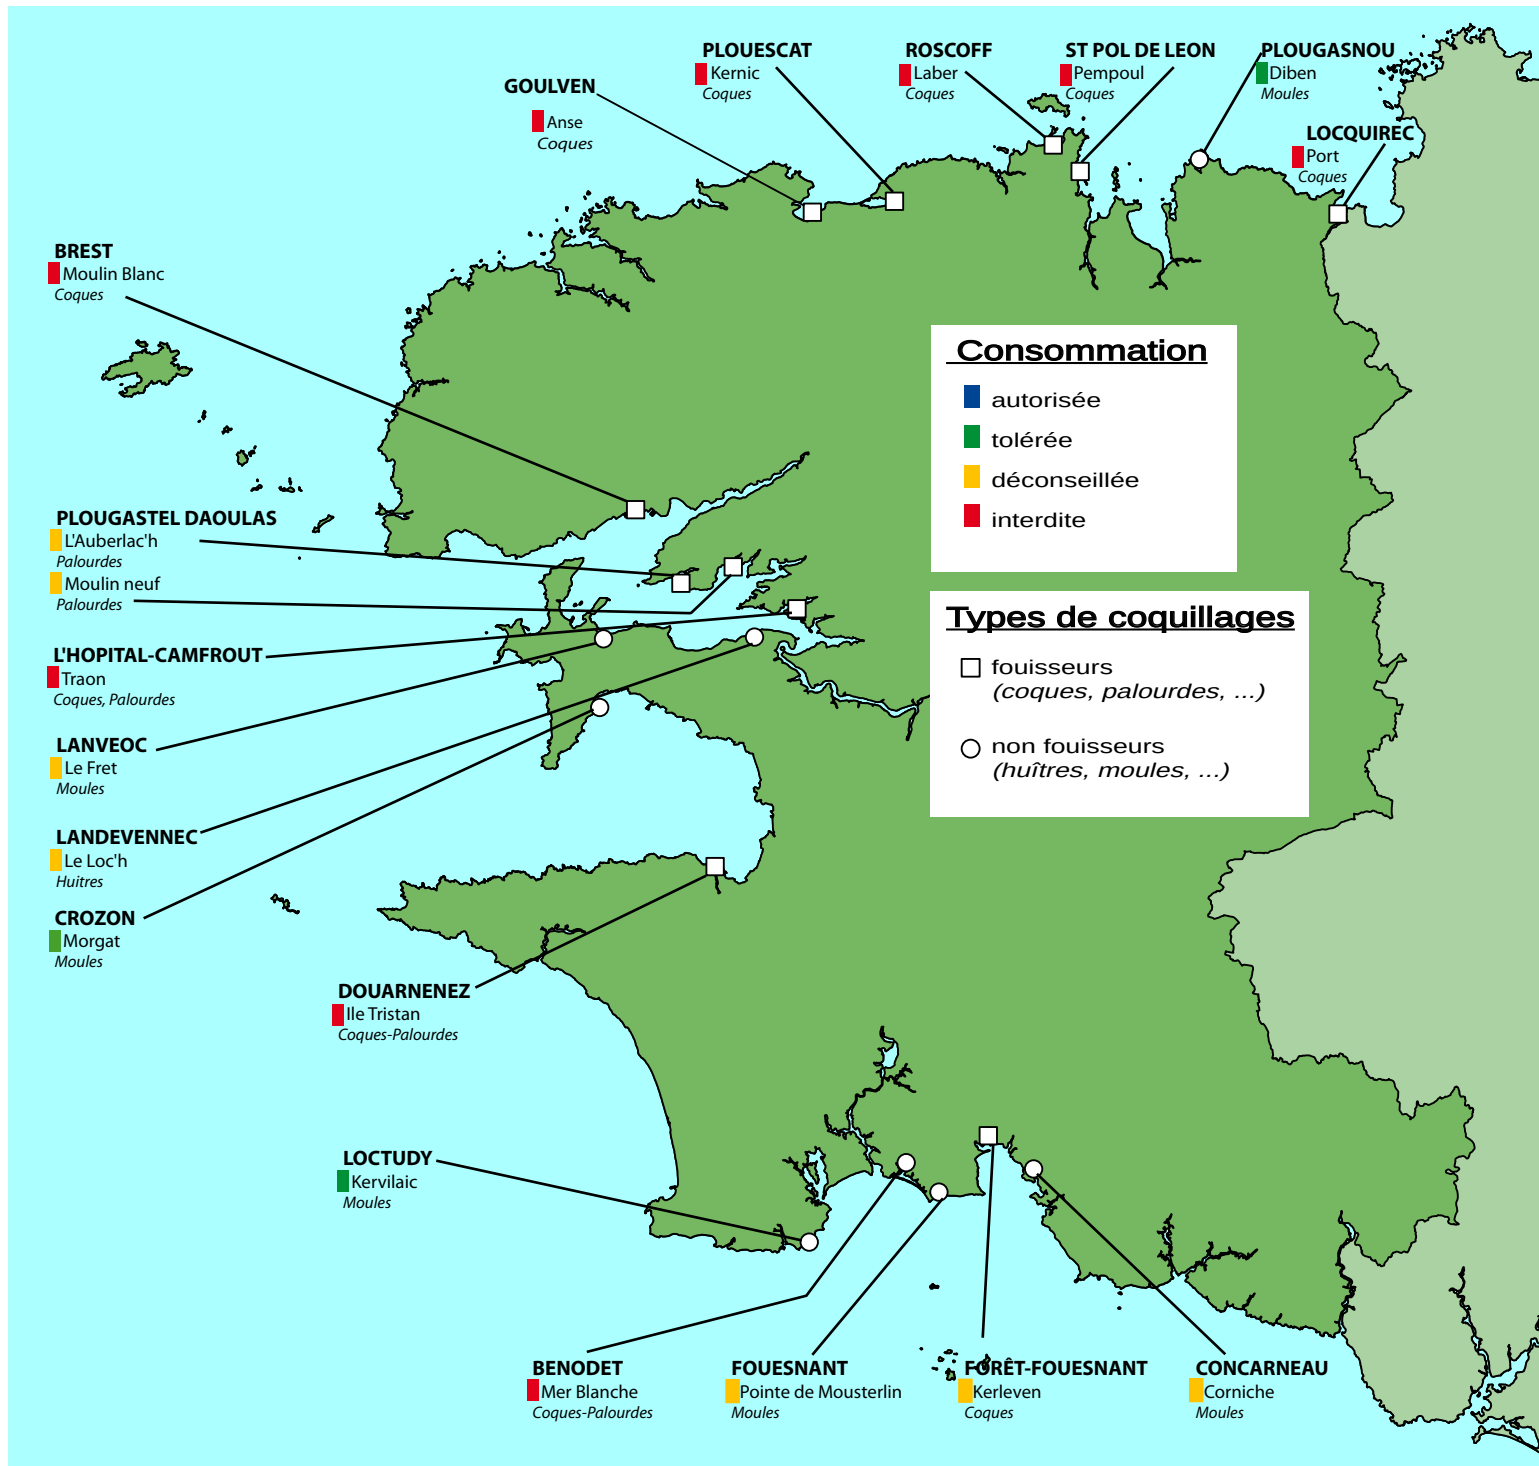 PLOUESCAT
Kernic
Coques
ROSCOFF
Laber
Coques
ST POL DE LEON
Pempoul
Coques
PLOUGASNOU
Diben
Moules
GOULVEN
Anse
Coques
LOCQUIREC
Port
Coques
BREST
Moulin Blanc
Coques
Consommation
autorisée
tolérée
déconseillée
interdite
PLOUGASTEL DAOULAS
L'Auberlac'h
Palourdes
Moulin neuf
Palourdes
Types de coquillages
fouisseurs
(coques, palourdes, ...)
non fouisseurs
(huîtres, moules, ...)
L'HOPITAL-CAMFROUT
Traon
Coques, Palourdes
LANVEOC
Le Fret
Moules
LANDEVENNEC
Le Loc'h
Huitres
CROZON
Morgat
Moules
DOUARNENEZ
Ile Tristan
Coques-Palourdes
LOCTUDY
Kervilaic
Moules
BENODET
Mer Blanche
Coques-Palourdes
FOUESNANT
Pointe de Mousterlin
Moules
FORÊT-FOUESNANT
Kerleven
Coques
CONCARNEAU
Corniche
Moules